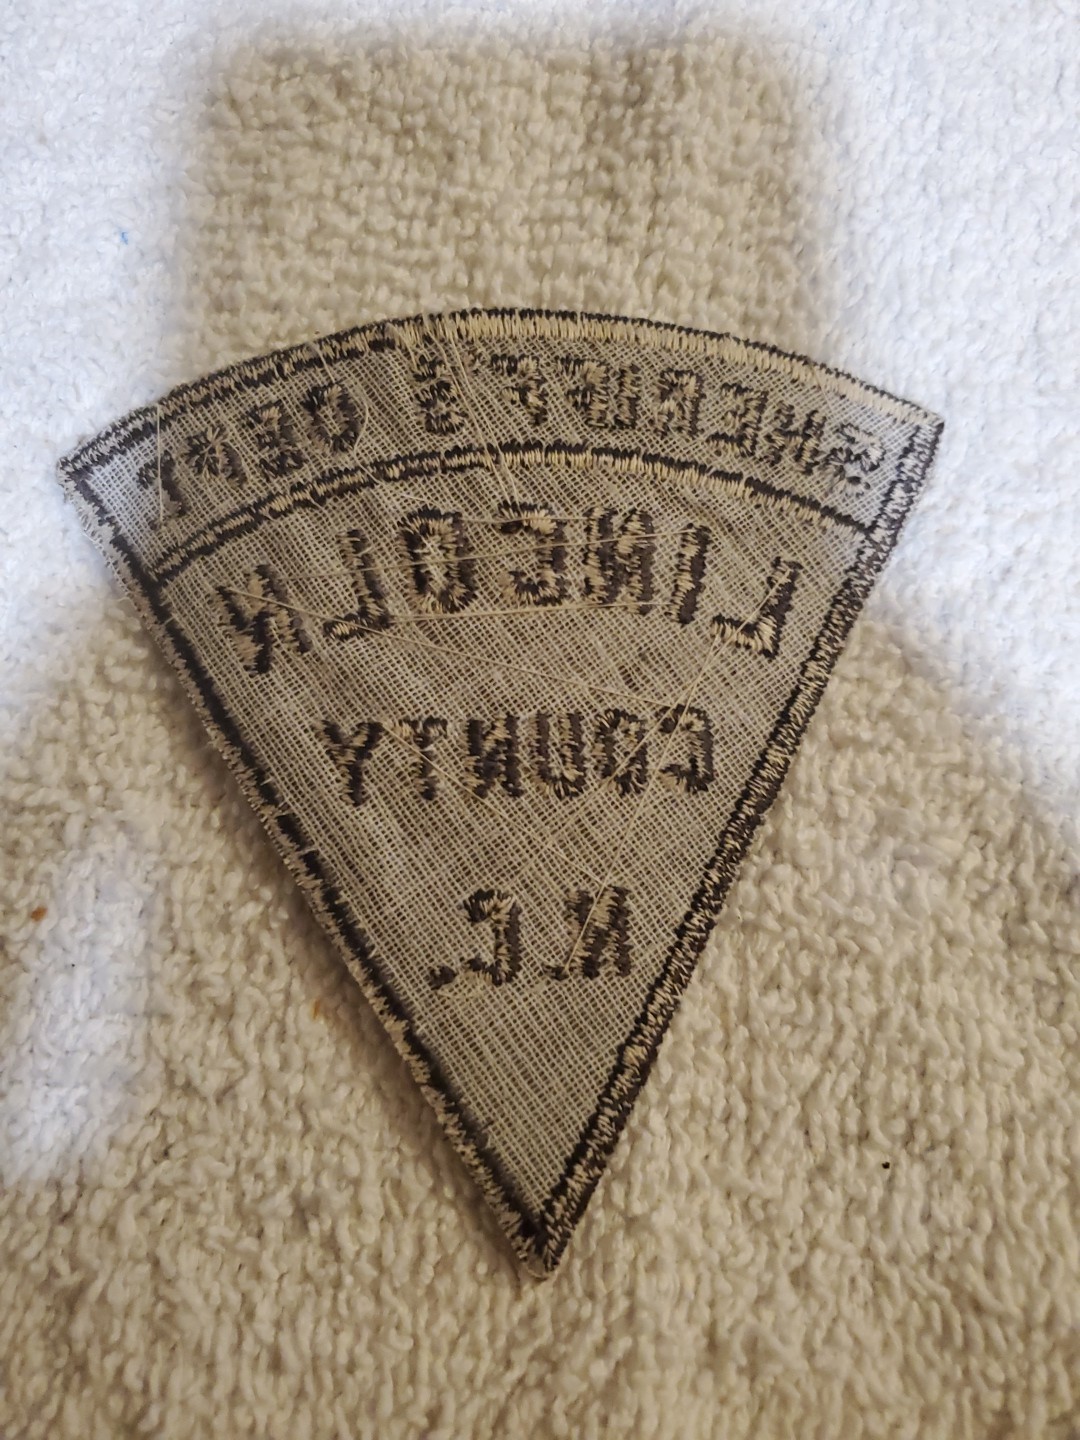 SHERIFF'S DEPT.
LINCOLN
COUNTY
N.C.